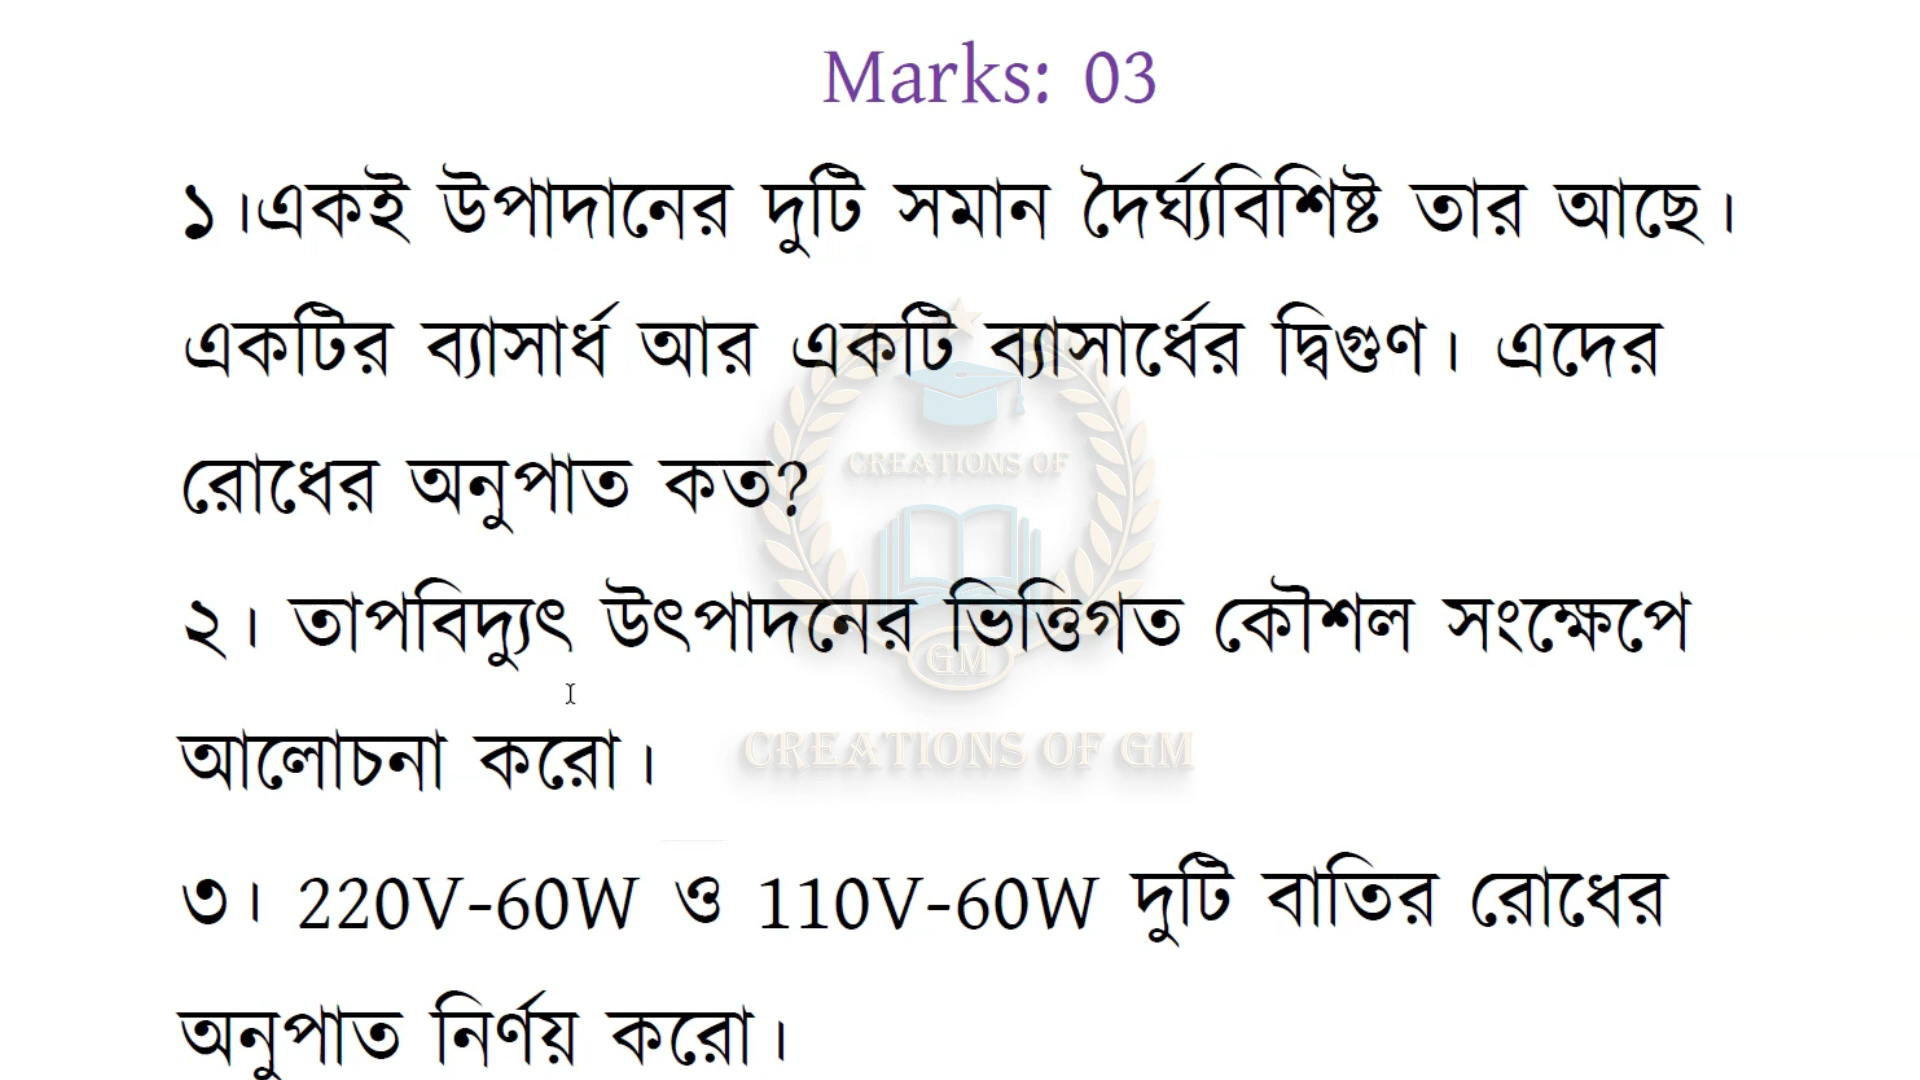 Marks: 03
১।একই উপাদানের দুটি সমান দৈর্ঘ্যবিশিষ্ট তার আছে।
একটির ব্যাসার্ধ আর একটি ব্যাসার্ধের দ্বিগুণ। এদের
রোধের অনুপাত কত?
CREATIONS OF
২। তাপবিদ্যুৎ উৎপাদনের ভিত্তিগত কৌশল সংক্ষেপে
GM
আলোচনা করো।
CREATIONS OF GM
৩। 220V-60W ও 110V-60W দুটি বাতির রোধের
অনুপাত নির্ণয় করো।